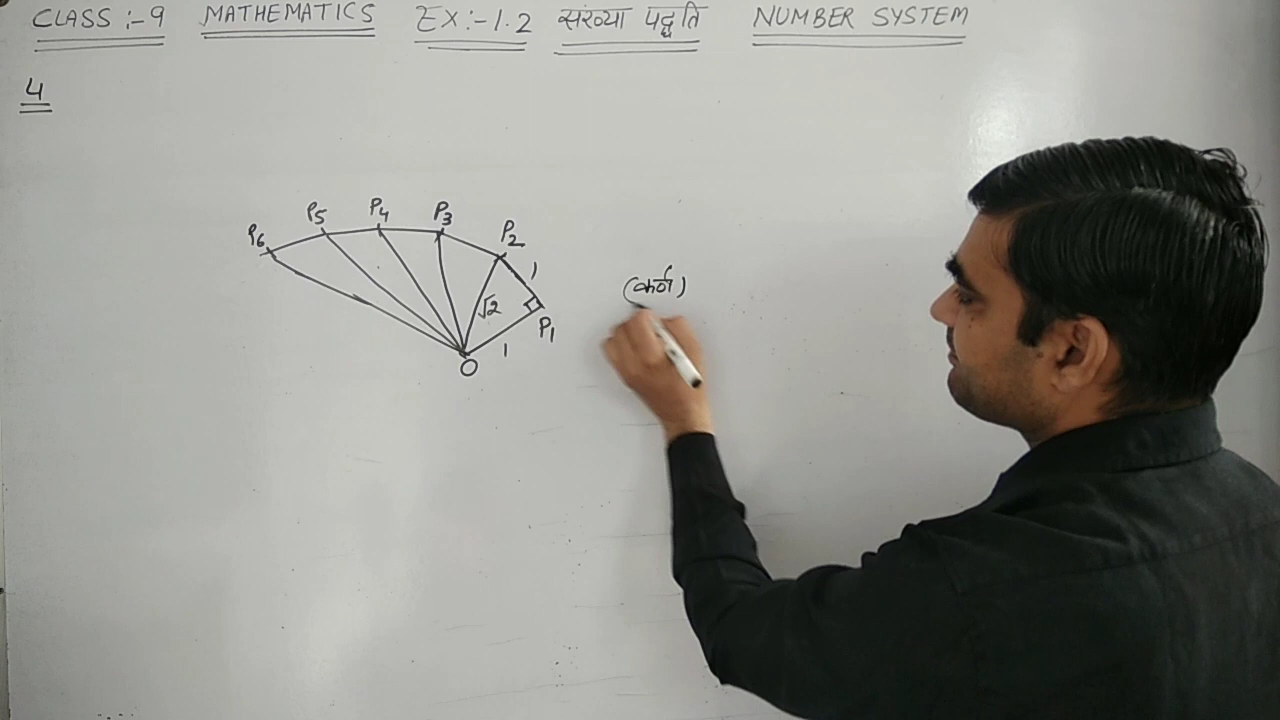 CLASS :- 9 MATHEMATICS EX :- 1.2 संख्या पद्धति NUMBER SYSTEM
4
P6 P5 P4 P3 P2
1
√2
P1
1
O
(कर्ण)